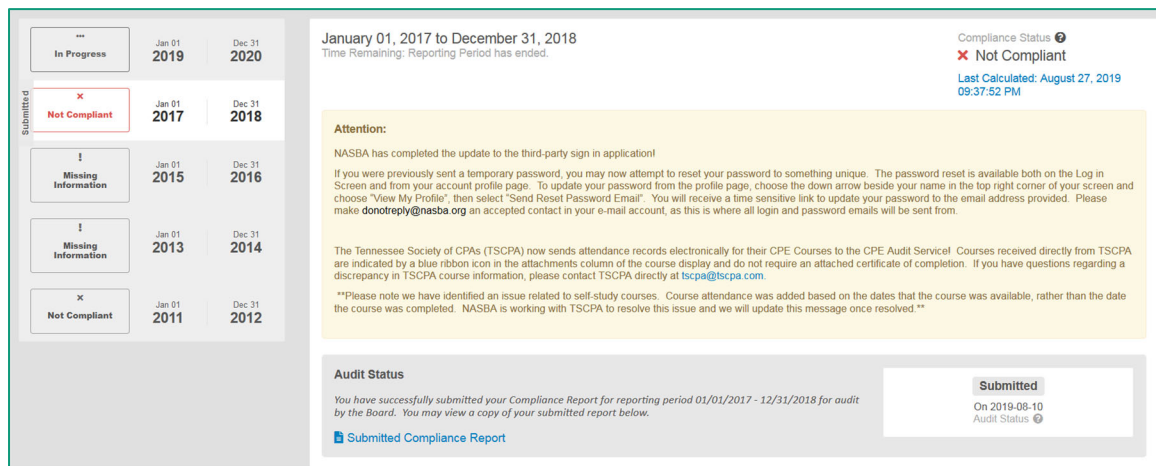 In Progress
Jan 01
2019
Dec 31
2020
Submitted
Not Compliant
Jan 01
2017
Dec 31
2018
Missing
Information
Jan 01
2015
Dec 31
2016
Missing
Information
Jan 01
2013
Dec 31
2014
Not Compliant
Jan 01
2011
Dec 31
2012
January 01, 2017 to December 31, 2018
Time Remaining: Reporting Period has ended.
Compliance Status
Not Compliant
Last Calculated: August 27, 2019
09:37:52 PM
Attention:
NASBA has completed the update to the third-party sign in application!
If you were previously sent a temporary password, you may now attempt to reset your password to something unique. The password reset is available both on the Log in
Screen and from your account profile page. To update your password from the profile page, choose the down arrow beside your name in the top right corner of your screen and
choose "View My Profile", then select "Send Reset Password Email". You will receive a time sensitive link to update your password to the email address provided. Please
make donotreply@nasba.org an accepted contact in your e-mail account, as this is where all login and password emails will be sent from.
The Tennessee Society of CPAs (TSCPA) now sends attendance records electronically for their CPE Courses to the CPE Audit Service! Courses received directly from TSCPA
are indicated by a blue ribbon icon in the attachments column of the course display and do not require an attached certificate of completion. If you have questions regarding a
discrepancy in TSCPA course information, please contact TSCPA directly at tscpa@tscpa.com.
**Please note we have identified an issue related to self-study courses. Course attendance was added based on the dates that the course was available, rather than the date
the course was completed. NASBA is working with TSCPA to resolve this issue and we will update this message once resolved.**
Audit Status
You have successfully submitted your Compliance Report for reporting period 01/01/2017 - 12/31/2018 for audit
by the Board. You may view a copy of your submitted report below.
Submitted Compliance Report
Submitted
On 2019-08-10
Audit Status